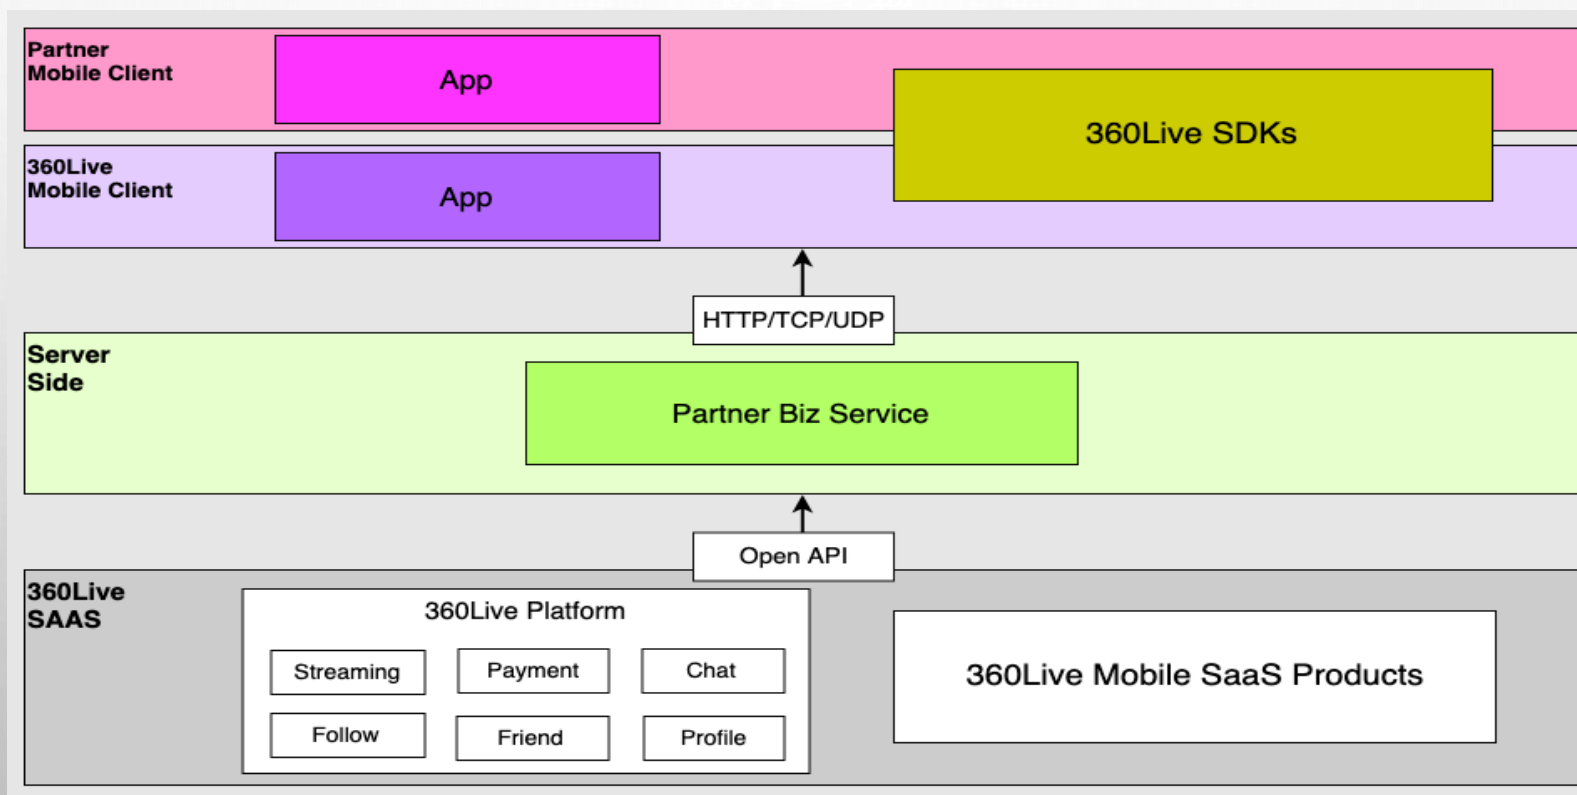 Partner
Mobile Client
App
360Live SDKs
360Live
Mobile Client
App
HTTP/TCP/UDP
Server
Side
Partner Biz Service
Open API
360Live
SAAS
360Live Platform
Streaming
Payment
Chat
Follow
Friend
Profile
360Live Mobile SaaS Products